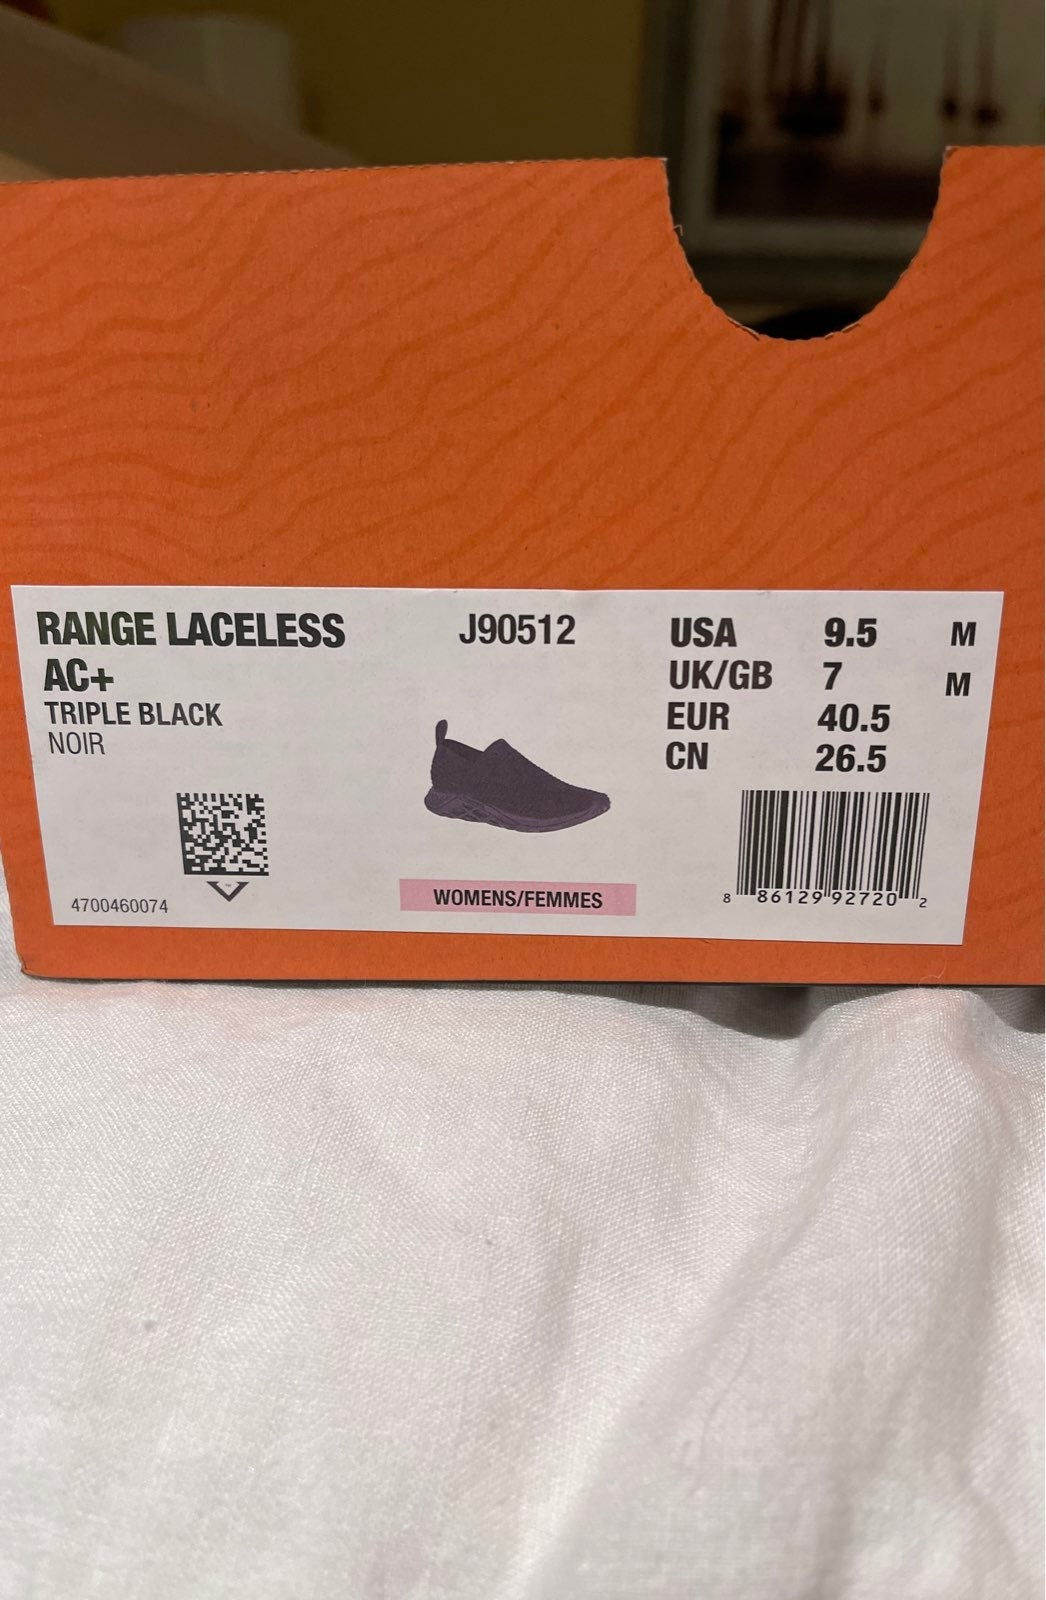 RANGE LACELESS
AC+
TRIPLE BLACK
NOIR
4700460074
J90512
WOMENS/FEMMES
USA 9.5 M
UK/GB 7 M
EUR 40.5
CN 26.5
8 86129 92720 2